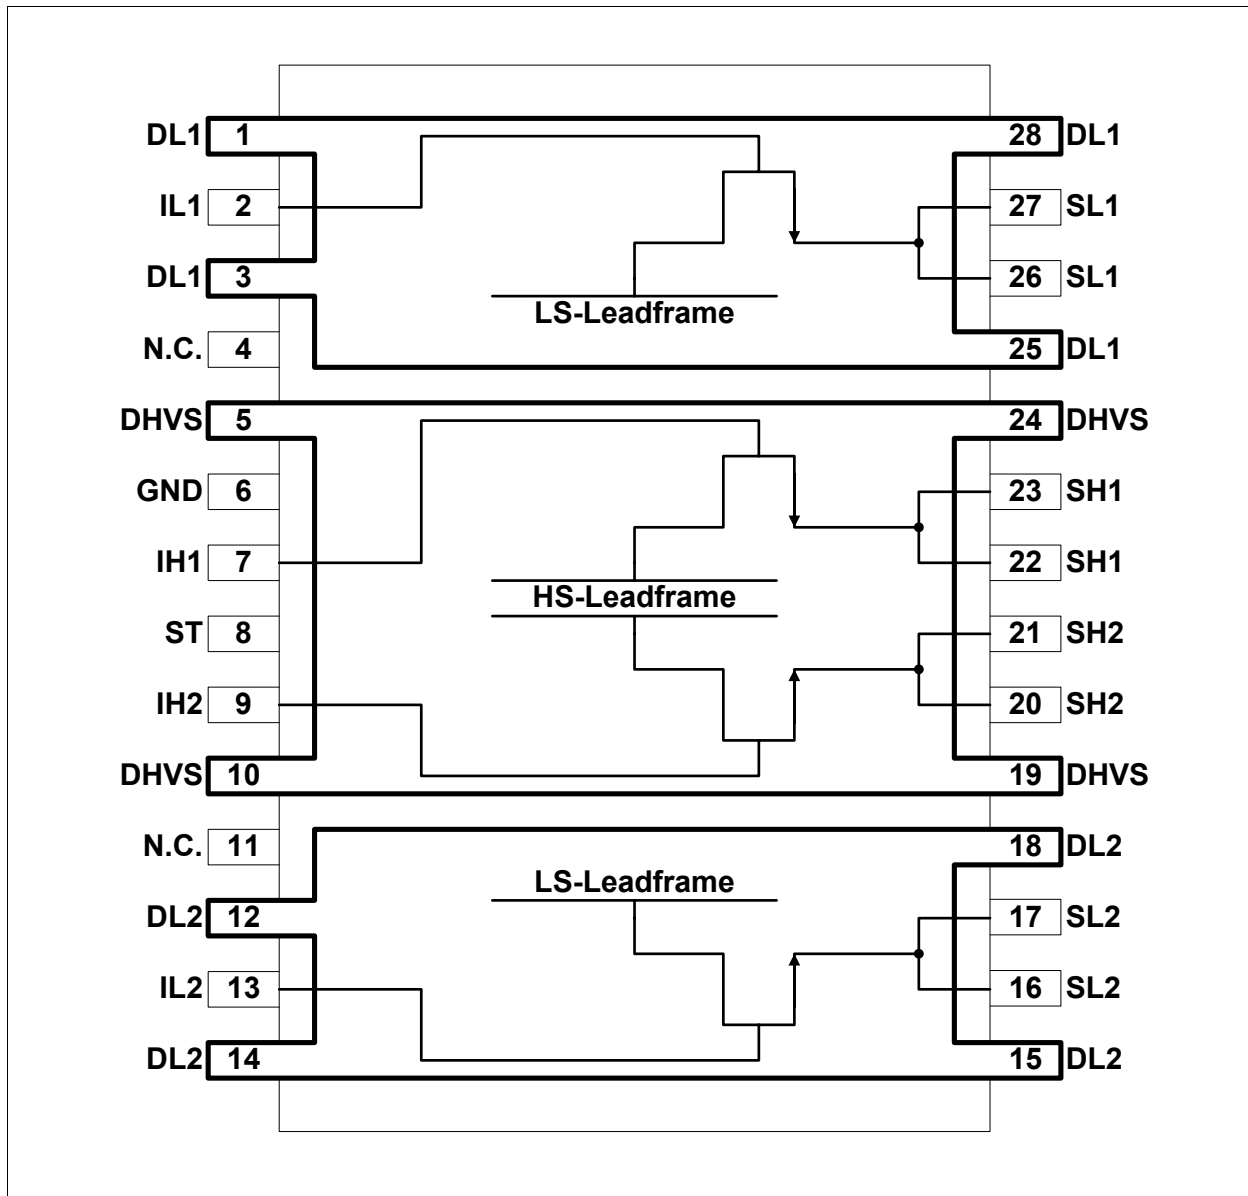 DL1 1 28 DL1
IL1 2 27 SL1
DL1 3 26 SL1
LS-Leadframe
N.C. 4 25 DL1
DHVS 5 24 DHVS
GND 6 23 SH1
IH1 7 22 SH1
HS-Leadframe
ST 8 21 SH2
IH2 9 20 SH2
DHVS 10 19 DHVS
N.C. 11 18 DL2
LS-Leadframe
DL2 12 17 SL2
IL2 13 16 SL2
DL2 14 15 DL2